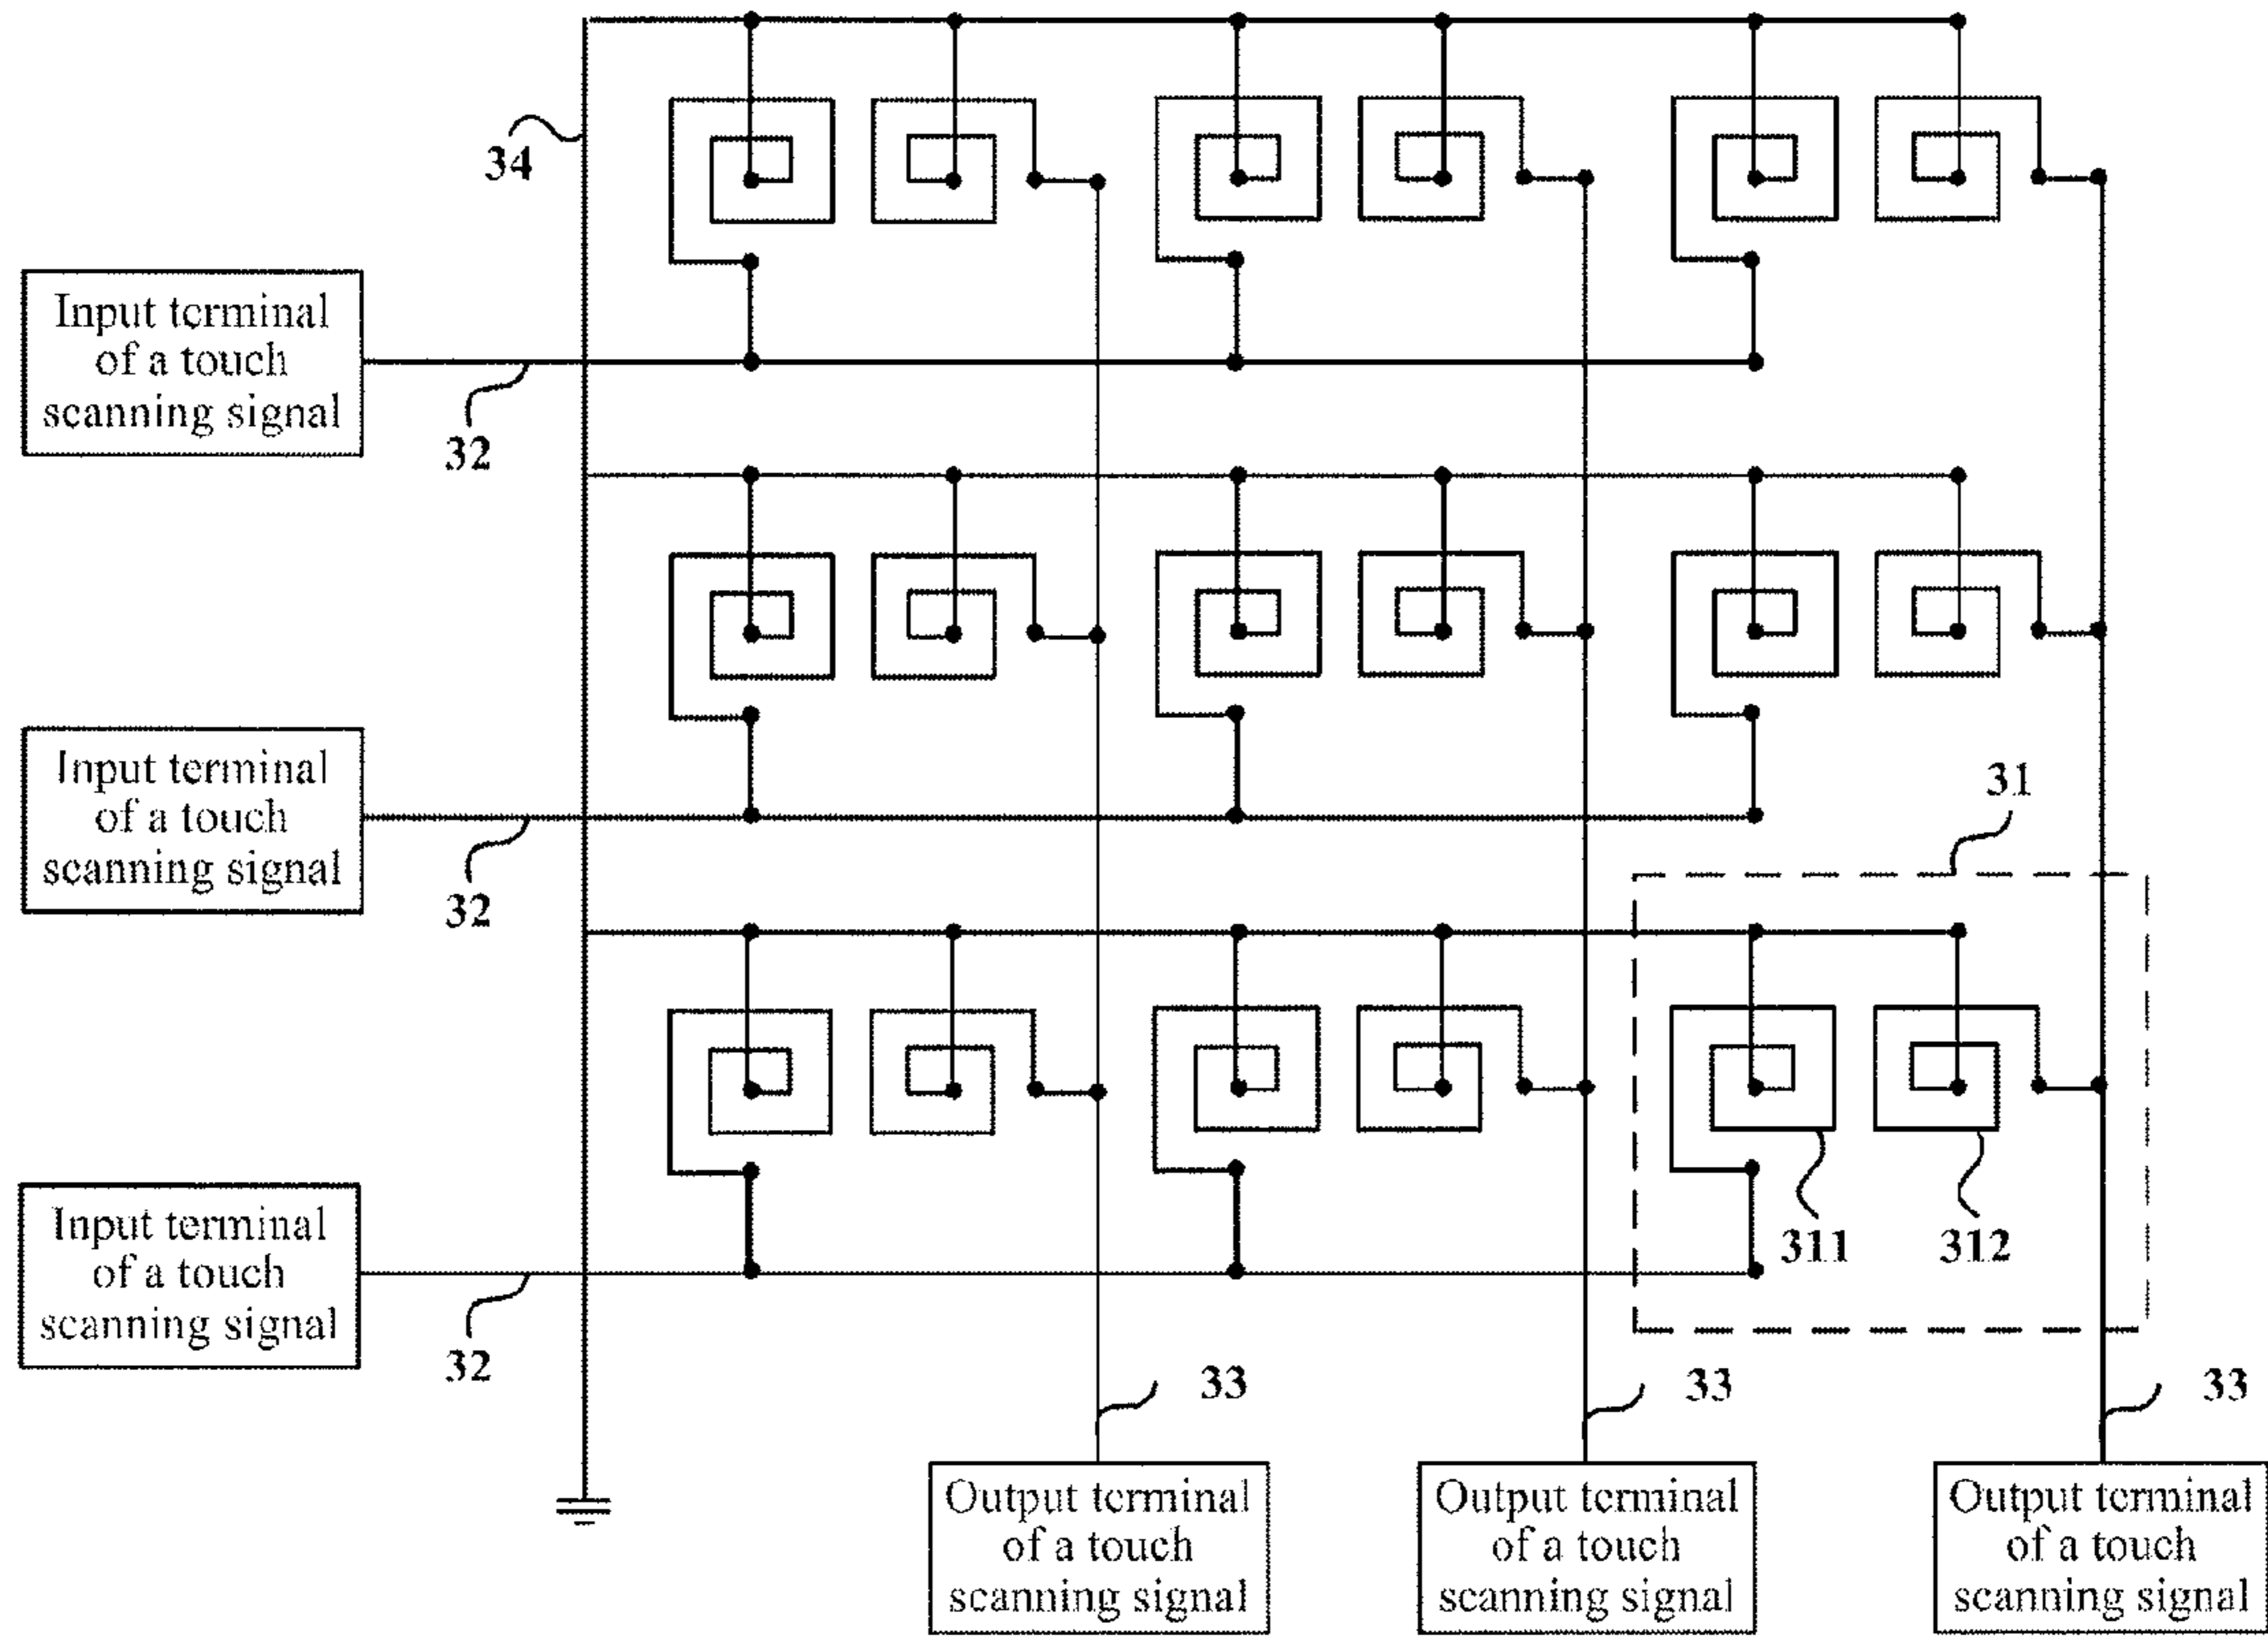 34
Input terminal
of a touch
scanning signal
32
Input terminal
of a touch
scanning signal
32
31
Input terminal
of a touch
scanning signal
32
311
312
33
33
33
Output terminal
of a touch
scanning signal
Output terminal
of a touch
scanning signal
Output terminal
of a touch
scanning signal